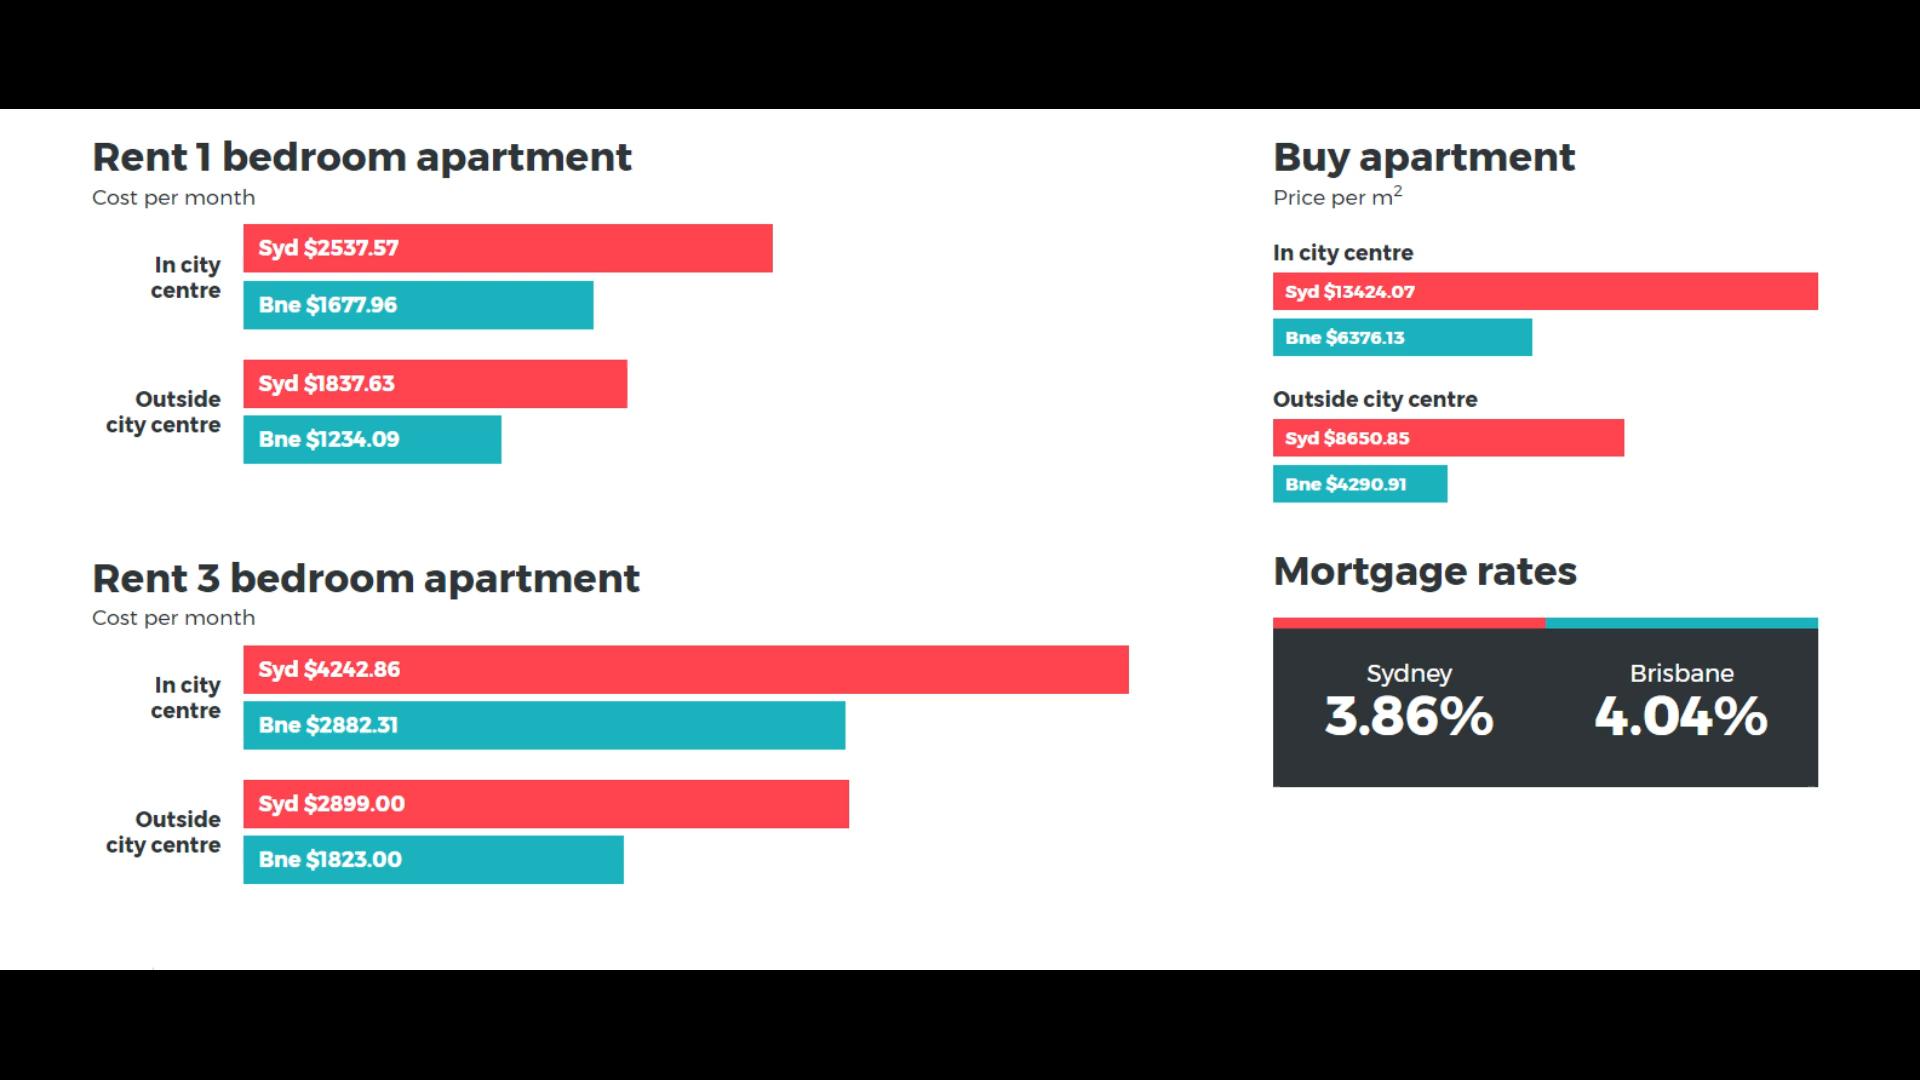 Rent 1 bedroom apartment
Cost per month
In city
centre
Syd $2537.57
Bne $1677.96
Outside
city centre
Syd $1837.63
Bne $1234.09
Rent 3 bedroom apartment
Cost per month
In city
centre
Syd $4242.86
Bne $2882.31
Outside
city centre
Syd $2899.00
Bne $1823.00
Buy apartment
Price per m²
In city centre
Syd $13424.07
Bne $6376.13
Outside city centre
Syd $8650.85
Bne $4290.91
Mortgage rates
Sydney
3.86%
Brisbane
4.04%